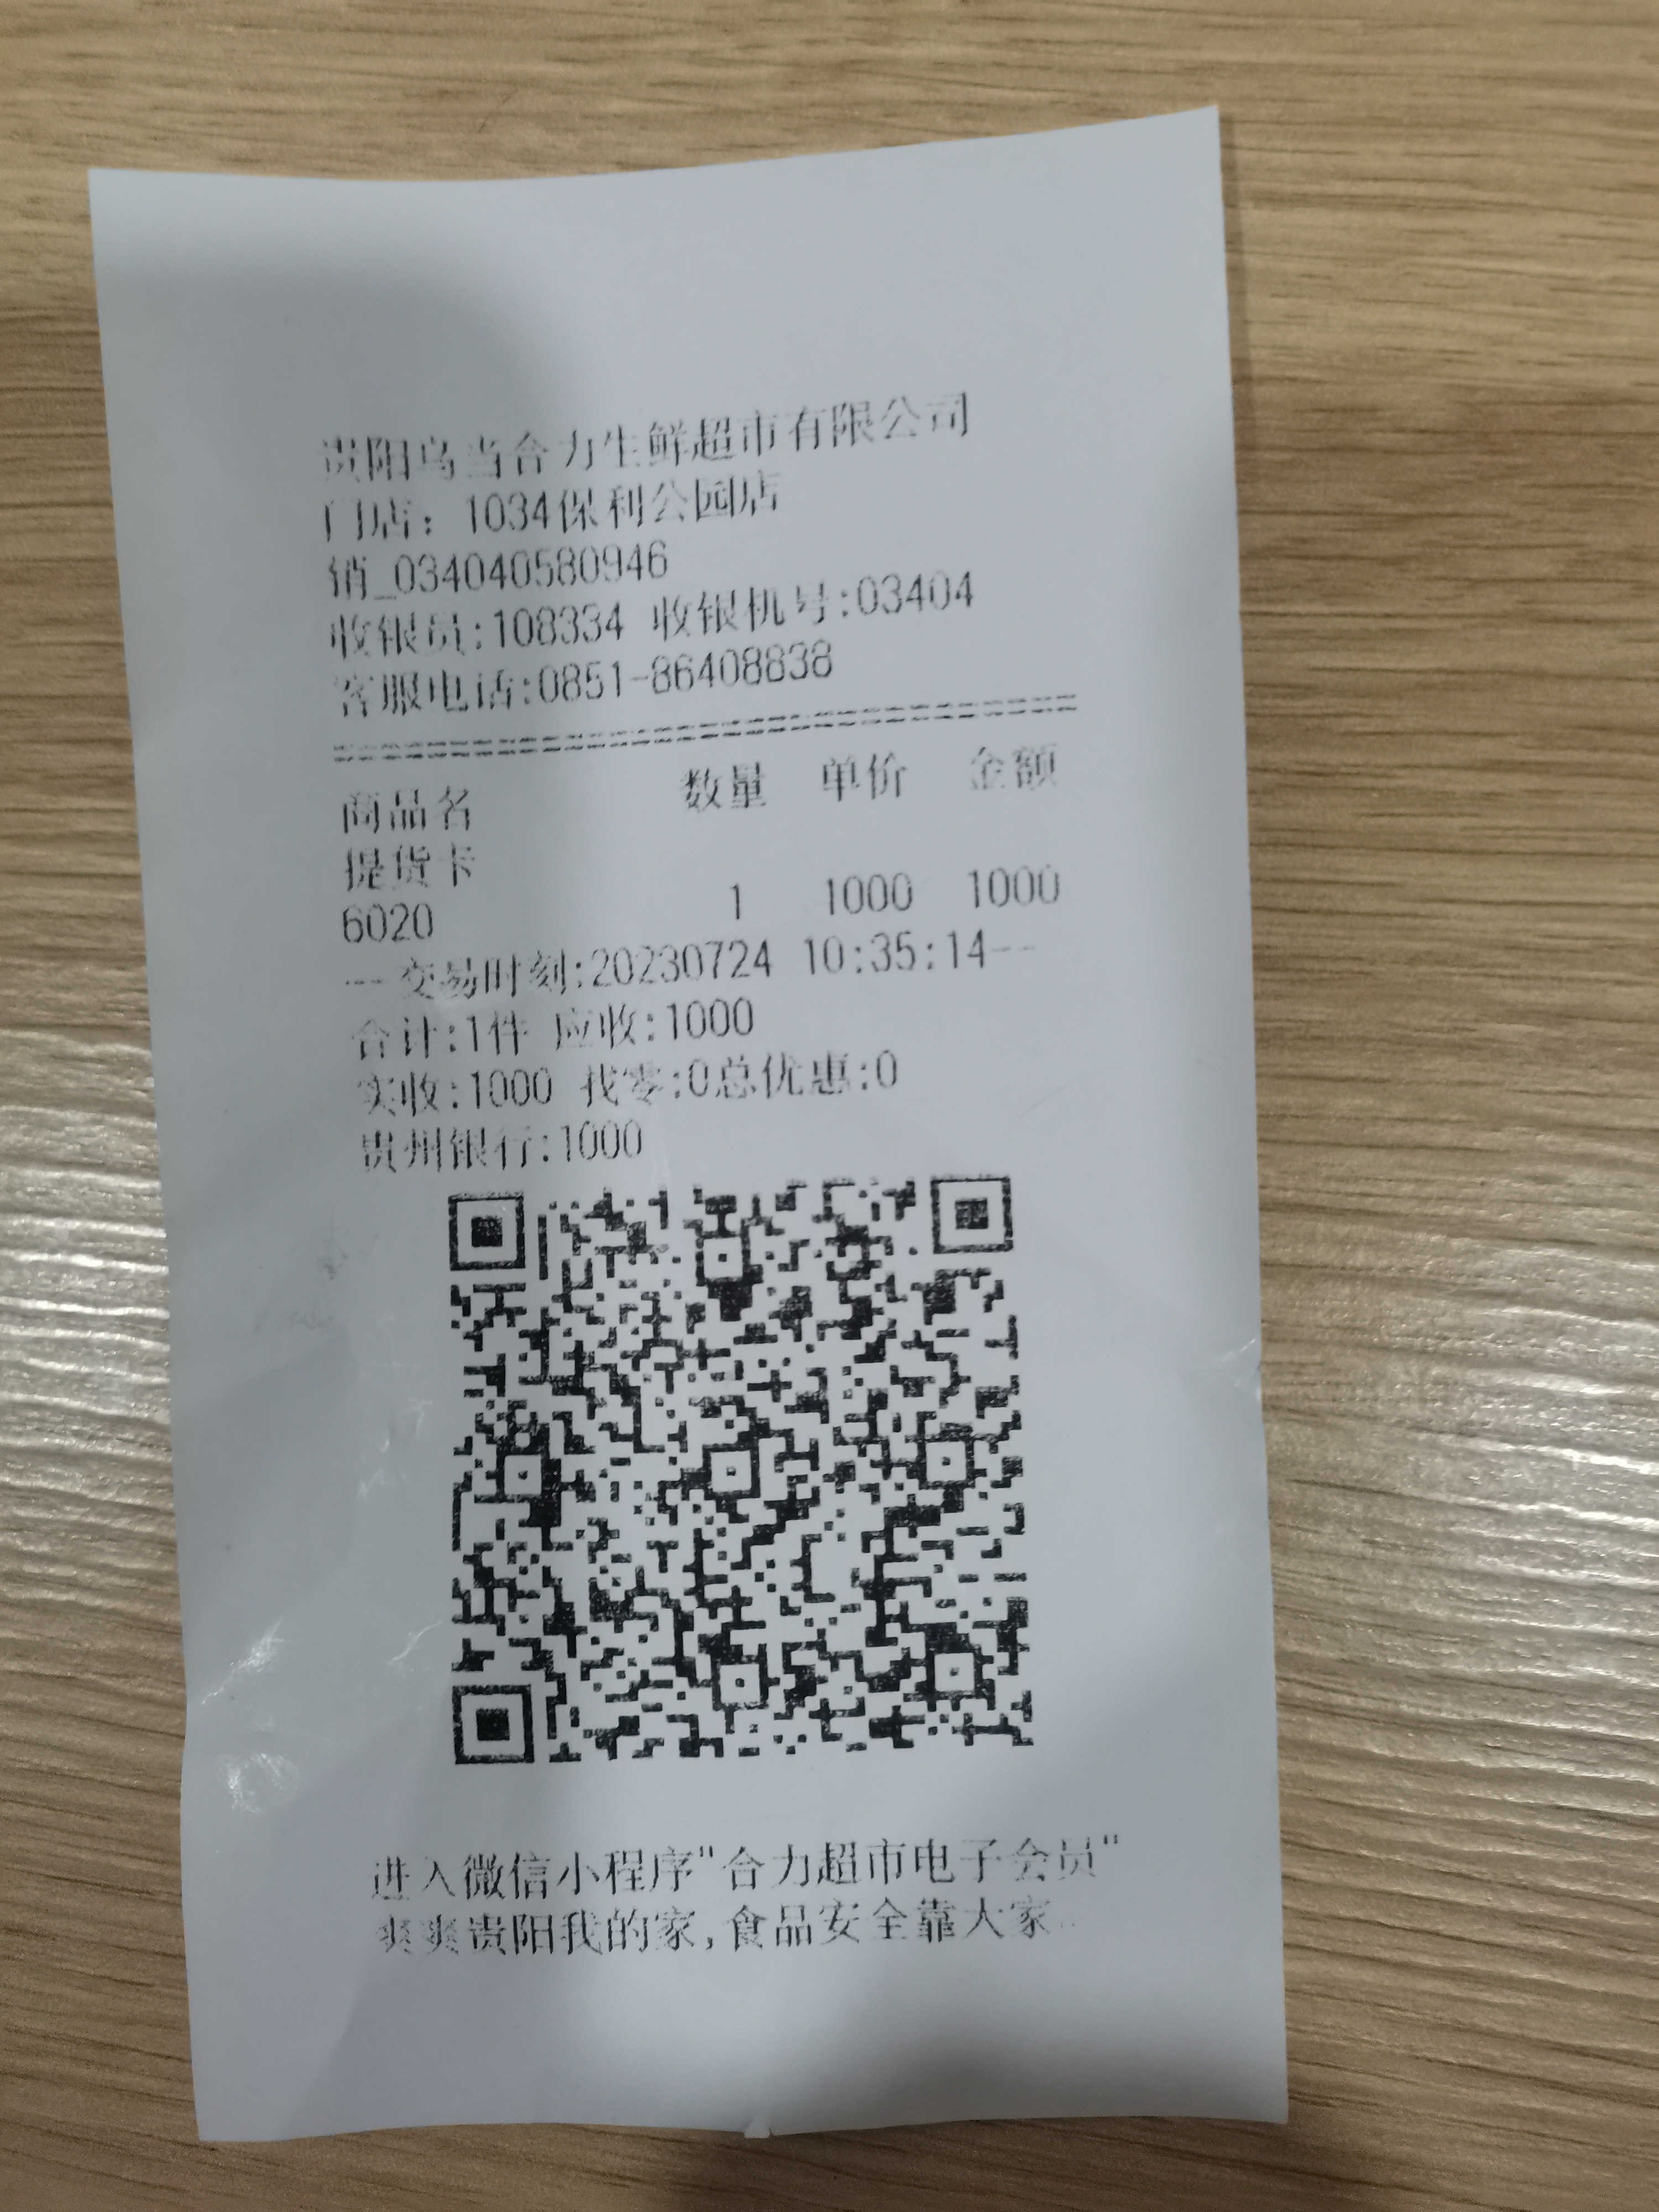 贵阳乌当合力生鲜超市有限公司
门店：1034保利公园店
销_034040580946
收银员:108334 收银机号:03404
客服电话:0851-86408838
================================
商品名 数量 单价 金额
提货卡
6020 1 1000 1000
---交易时刻:20230724 10:35:14---
合计:1件 应收:1000
实收:1000 找零:0总优惠:0
贵州银行:1000
进入微信小程序"合力超市电子会员"
爽爽贵阳我的家,食品安全靠大家..